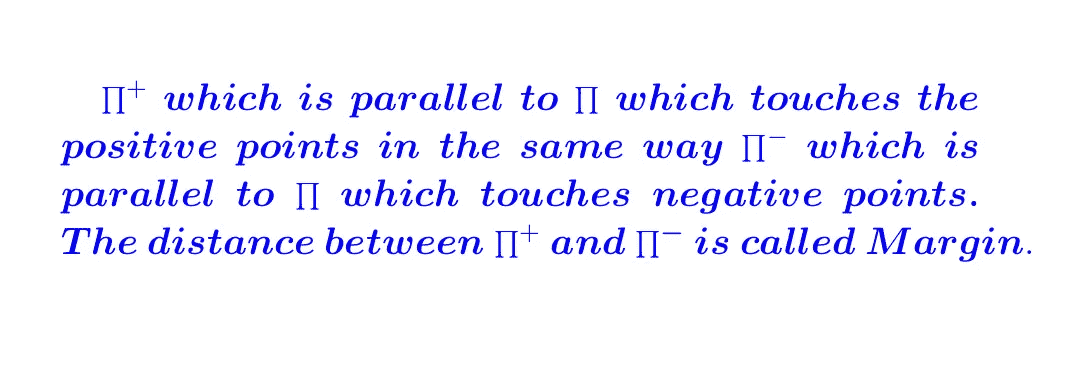 ∏⁺ which is parallel to ∏ which touches the
positive points in the same way ∏⁻ which is
parallel to ∏ which touches negative points.
The distance between ∏⁺ and ∏⁻ is called Margin.